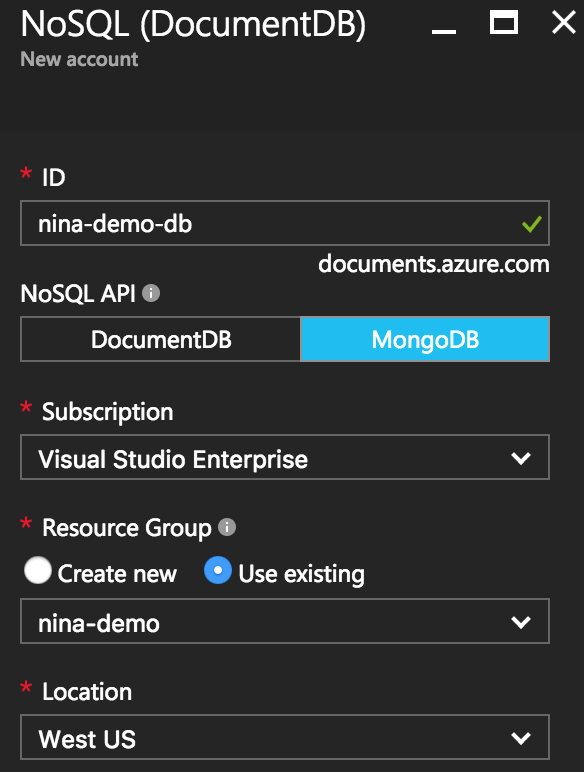 NoSQL (DocumentDB)
New account
* ID
nina-demo-db
documents.azure.com
NoSQL API
DocumentDB MongoDB
* Subscription
Visual Studio Enterprise
* Resource Group
Create new Use existing
nina-demo
* Location
West US